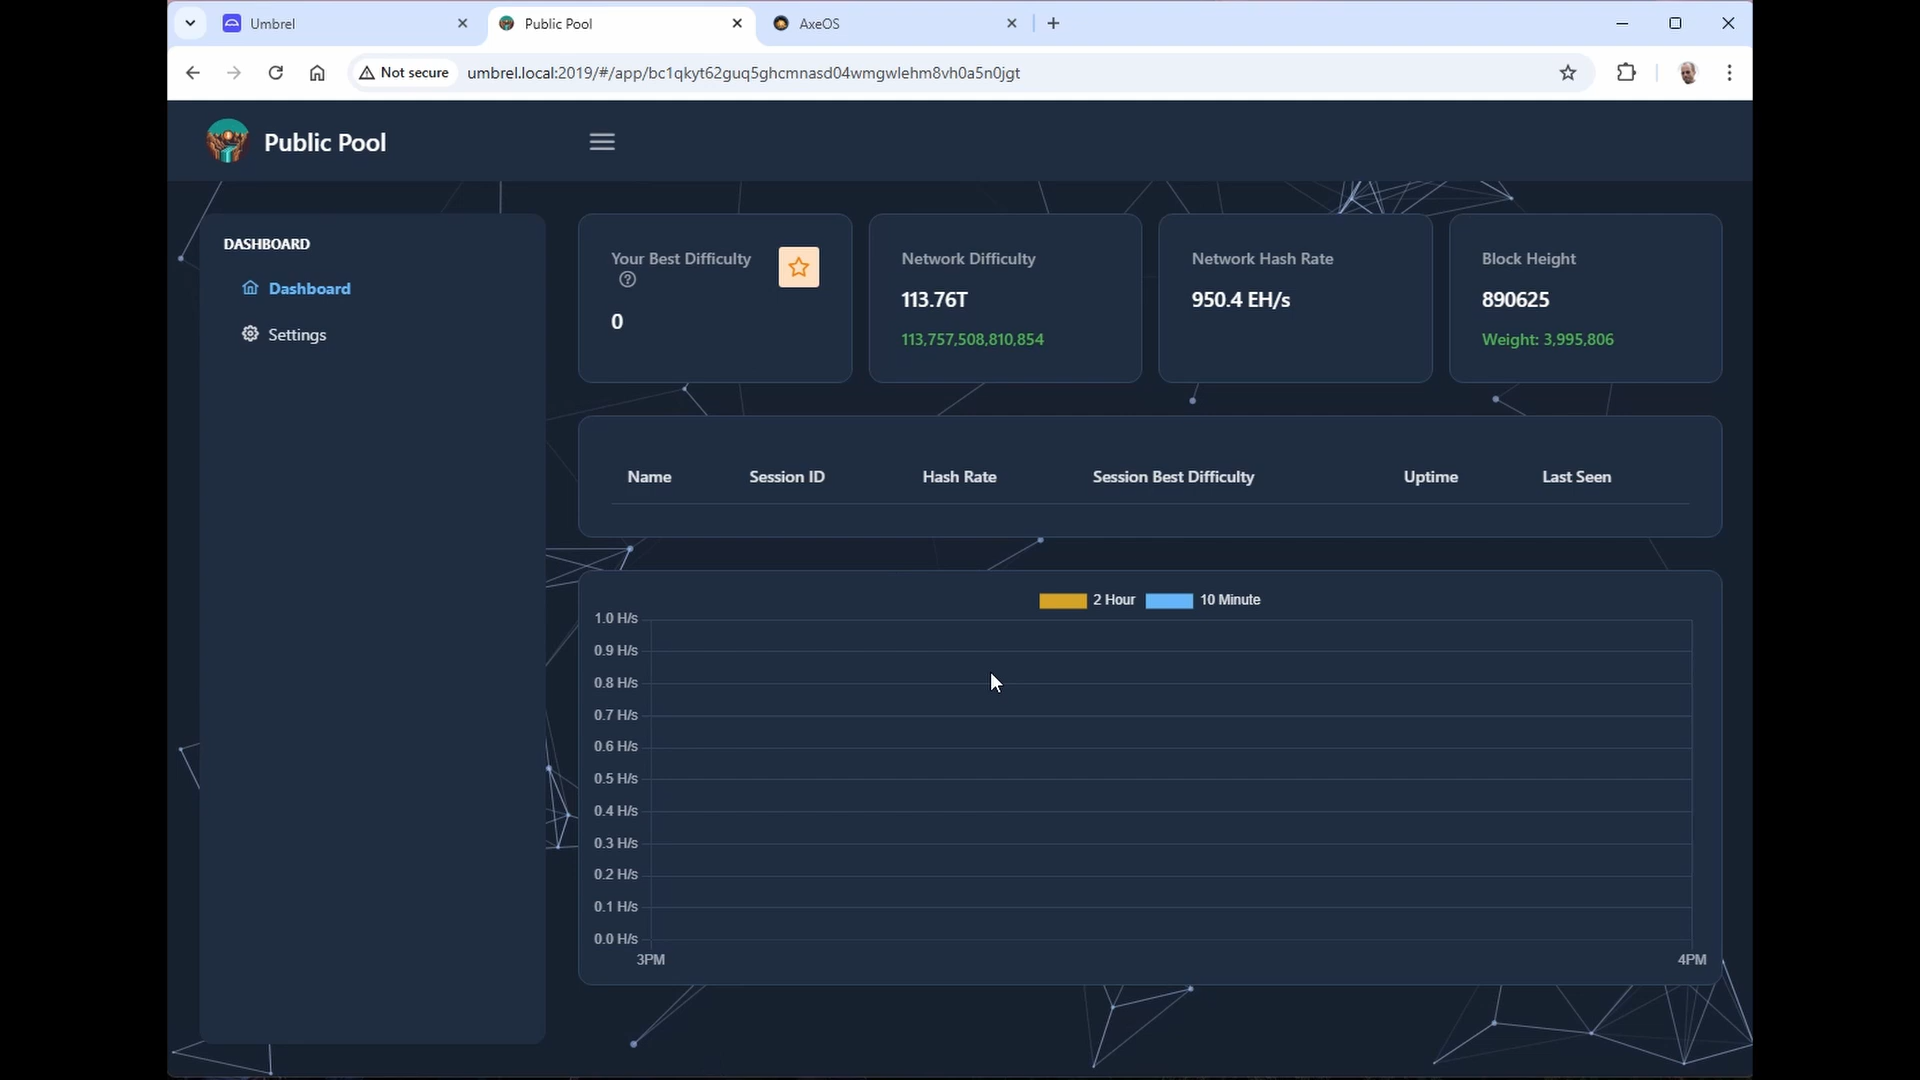 Umbrel
Public Pool
AxeOS
Not secure
umbrel.local:2019/#/app/bc1qkyt62guq5ghcmnasd04wmgwlehm8vh0a5n0jgt
Public Pool
DASHBOARD
Dashboard
Settings
Your Best Difficulty
0
Network Difficulty
113.76T
113,757,508,810,854
Network Hash Rate
950.4 EH/s
Block Height
890625
Weight: 3,995,806
Name Session ID Hash Rate Session Best Difficulty Uptime Last Seen
2 Hour 10 Minute
1.0 H/s
0.9 H/s
0.8 H/s
0.7 H/s
0.6 H/s
0.5 H/s
0.4 H/s
0.3 H/s
0.2 H/s
0.1 H/s
0.0 H/s
3PM 4PM